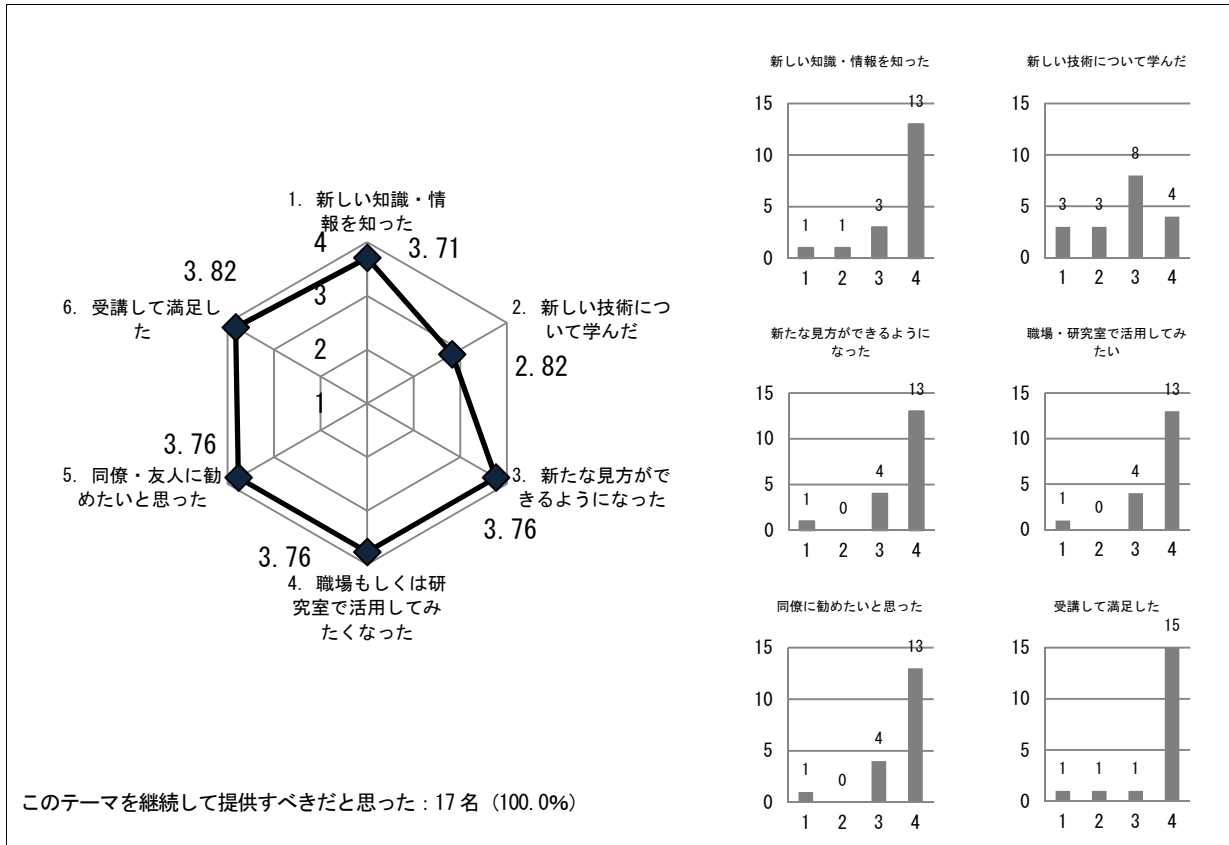 1. 新しい知識・情
報を知った
3.71
2. 新しい技術につ
いて学んだ
2.82
3. 新たな見方がで
きるようになった
3.76
4. 職場もしくは研
究室で活用してみ
たくなった
3.76
5. 同僚・友人に勧
めたいと思った
3.76
6. 受講して満足し
た
3.82
4
3
2
1
このテーマを継続して提供すべきだと思った：17名（100.0%）
新しい知識・情報を知った
15
10
5
0
1 1 3 13
1 2 3 4
新しい技術について学んだ
15
10
5
0
3 3 8 4
1 2 3 4
新たな見方ができるように
なった
15
10
5
0
1 0 4 13
1 2 3 4
職場・研究室で活用してみ
たい
15
10
5
0
1 0 4 13
1 2 3 4
同僚に勧めたいと思った
15
10
5
0
1 0 4 13
1 2 3 4
受講して満足した
15
10
5
0
1 1 1 15
1 2 3 4